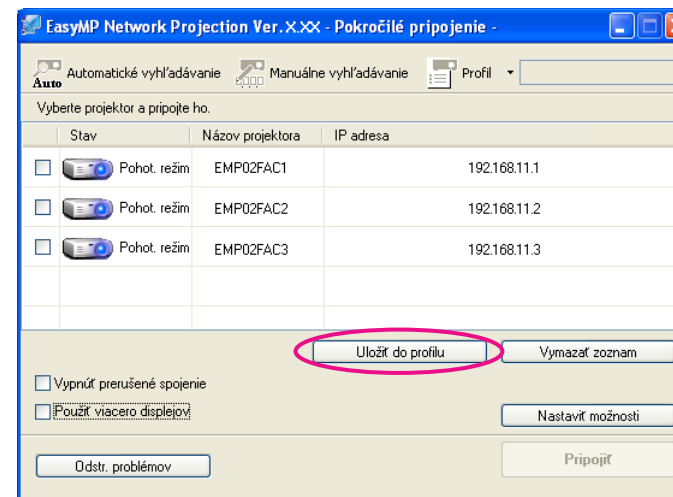 EasyMP Network Projection Ver.X.XX - Pokročilé pripojenie -
Auto Automatické vyhľadávanie Manuálne vyhľadávanie Profil
Vyberte projektor a pripojte ho.
Stav Názov projektora IP adresa
Pohot. režim EMP02FAC1 192.168.11.1
Pohot. režim EMP02FAC2 192.168.11.2
Pohot. režim EMP02FAC3 192.168.11.3
Uložiť do profilu Vymazať zoznam
Vypnúť prerušené spojenie
Použiť viacero displejov
Nastaviť možnosti
Odstr. problémov Pripojiť